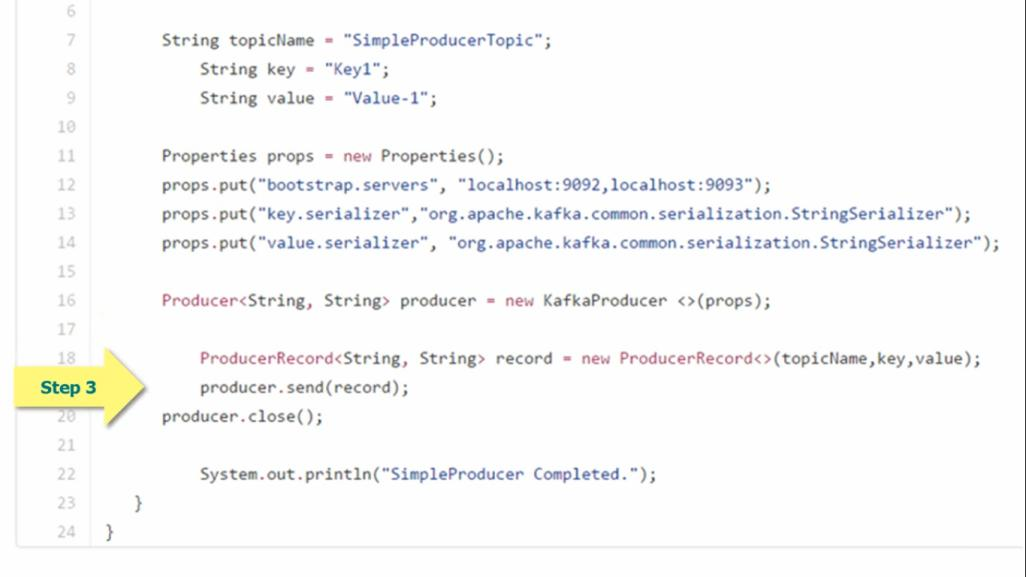 6
7 String topicName = "SimpleProducerTopic";
8 String key = "Key1";
9 String value = "Value-1";
10
11 Properties props = new Properties();
12 props.put("bootstrap.servers", "localhost:9092,localhost:9093");
13 props.put("key.serializer","org.apache.kafka.common.serialization.StringSerializer");
14 props.put("value.serializer", "org.apache.kafka.common.serialization.StringSerializer");
15
16 Producer<String, String> producer = new KafkaProducer <>(props);
17
18 ProducerRecord<String, String> record = new ProducerRecord<>(topicName,key,value);
Step 3 producer.send(record);
20 producer.close();
21
22 System.out.println("SimpleProducer Completed.");
23 }
24 }